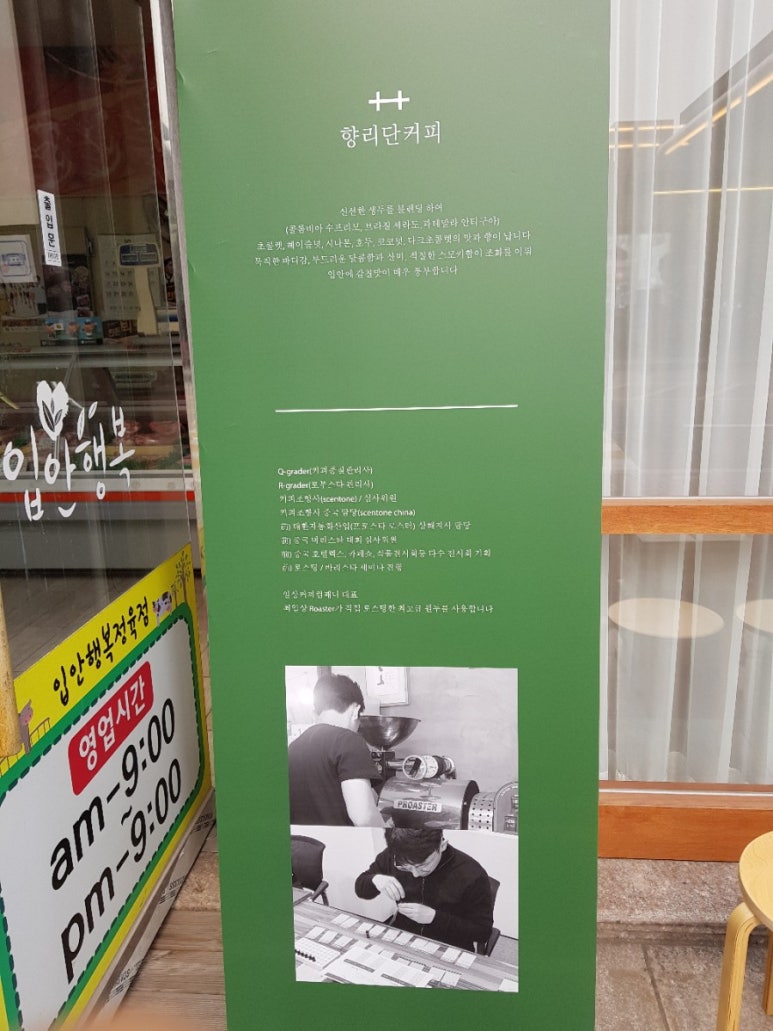 향리단커피
신선한 생두를 블렌딩 하여
(콜롬비아 수프리모, 브라질 세라도, 과테말라 안티구아)
초콜렛, 헤이즐넛, 시나몬, 호두, 코코넛, 다크초콜렛의 맛과 향이 납니다
묵직한 바디감, 부드러운 달콤함과 산미, 적절한 스모키함이 조화를 이뤄
입안에 감칠맛이 매우 풍부합니다
Q-grader(커피품질관리사)
R-grader(로부스타 관리사)
커피조향사(scentone) / 심사위원
커피조향사 중국 담당(scentone china)
前) 태환자동화산업(프로스타 로스터) 상해지사 담당
前) 중국 바리스타 대회 심사위원
前) 중국 호텔렉스, 카페쇼, 식품전시회등 다수 전시회 기획
前) 로스팅 / 바리스타 세미나 진행
일상커피컴퍼니 대표
최임상 Roaster가 직접 로스팅한 최고급 원두를 사용합니다
PROASTER
출입문
입안애행복
입안행복정육점
영업시간
am-9:00
~
pm-9:00